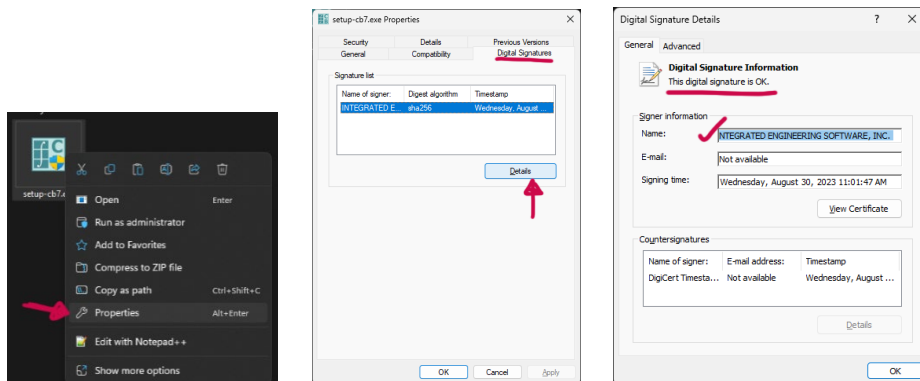 setup-cb7.e
Open Enter
Run as administrator
Add to Favorites
Compress to ZIP file
Copy as path Ctrl+Shift+C
Properties Alt+Enter
Edit with Notepad++
Show more options
setup-cb7.exe Properties
Security Details Previous Versions
General Compatibility Digital Signatures
Signature list
Name of signer: Digest algorithm Timestamp
INTEGRATED E... sha256 Wednesday, August ...
Details
OK Cancel Apply
Digital Signature Details ?
General Advanced
Digital Signature Information
This digital signature is OK.
Signer information
Name: NTEGRATED ENGINEERING SOFTWARE, INC.
E-mail: Not available
Signing time: Wednesday, August 30, 2023 11:01:47 AM
View Certificate
Countersignatures
Name of signer: E-mail address: Timestamp
DigiCert Timesta... Not available Wednesday, August ...
Details
OK